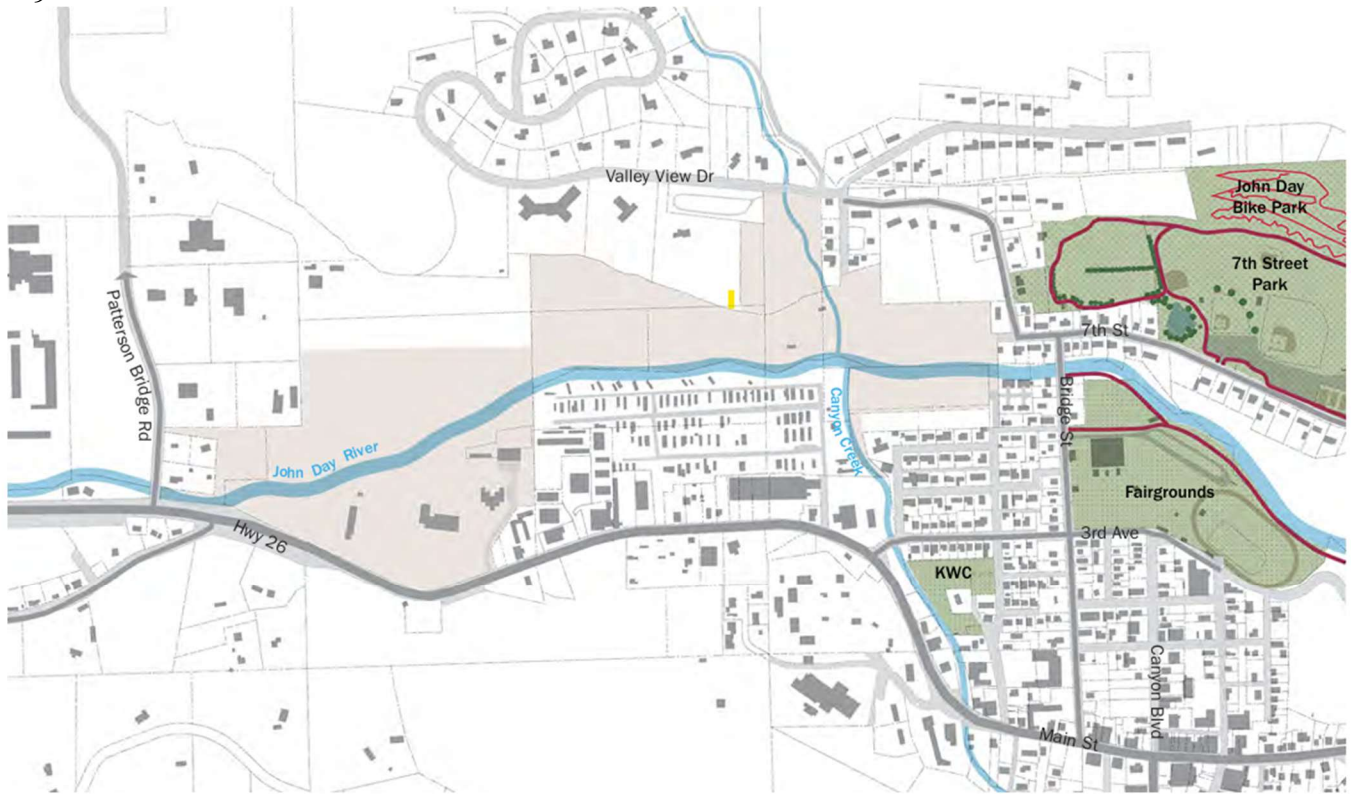 Valley View Dr
John Day
Bike Park
7th Street
Park
Patterson Bridge Rd
7th St
Bridge St
Canyon Creek
John Day River
Fairgrounds
Hwy 26
3rd Ave
KWC
Canyon Blvd
Main St